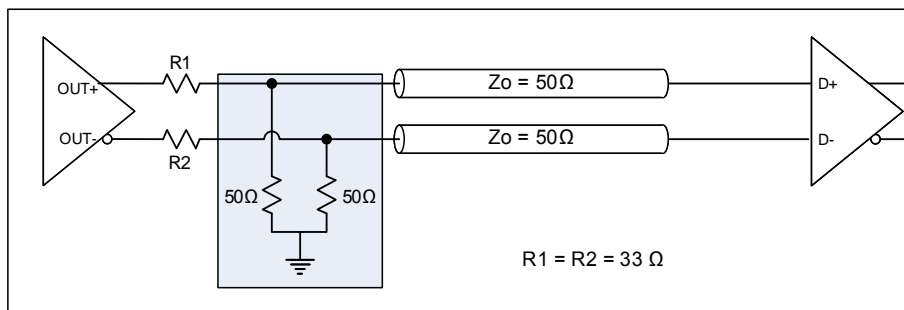 R1
OUT+
Zo = 50Ω
D+
OUT-
Zo = 50Ω
D-
R2
50Ω
50Ω
R1 = R2 = 33 Ω